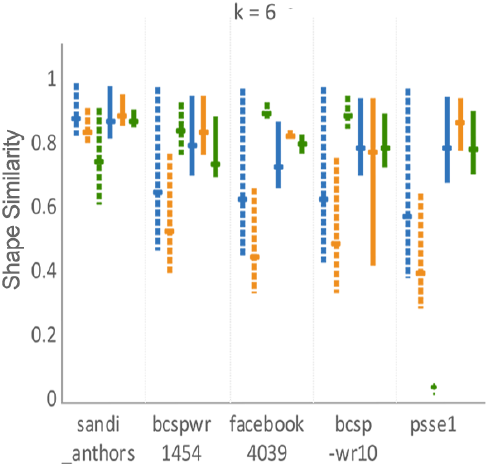 k = 6
1
0.8
0.6
0.4
0.2
0
Shape Similarity
sandi
_anthors
bcspwr
1454
facebook
4039
bcsp
-wr10
psse1